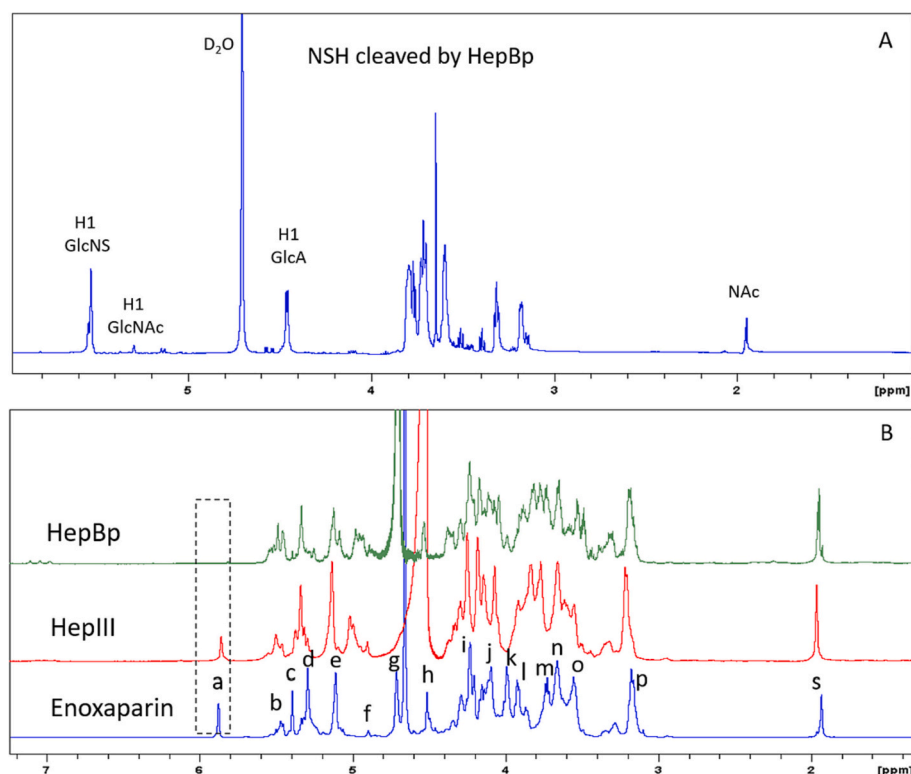 A
D₂O
NSH cleaved by HepBp
H1
GlcNS
H1
GlcNAc
H1
GlcA
NAc
5 4 3 2 [ppm]
B
HepBp
HepIII
Enoxaparin
a b c d e f g h i j k l m n o p s
7 6 5 4 3 2 [ppm]